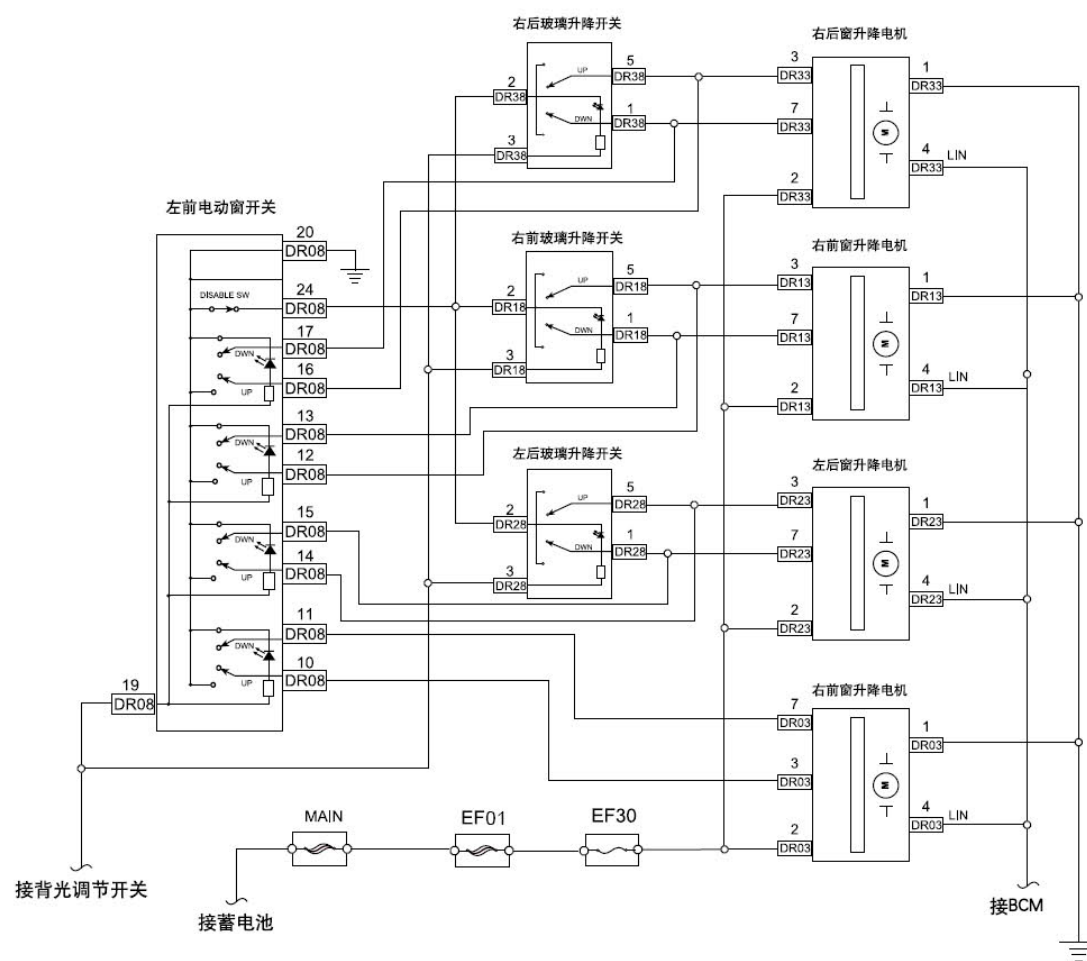 右后玻璃升降开关
右后窗升降电机
UP
DWN
2
DR38
3
DR38
5
DR38
1
DR38
3
DR33
7
DR33
2
DR33
M
1
DR33
4
LIN
DR33
左前电动窗开关
20
DR08
DISABLE SW
24
DR08
17
DR08
DWN
16
DR08
UP
13
DR08
DWN
12
DR08
UP
15
DR08
DWN
14
DR08
UP
11
DR08
DWN
10
DR08
UP
19
DR08
右前玻璃升降开关
右前窗升降电机
UP
DWN
2
DR18
3
DR18
5
DR18
1
DR18
3
DR13
7
DR13
2
DR13
M
1
DR13
4
LIN
DR13
左后玻璃升降开关
左后窗升降电机
UP
DWN
2
DR28
3
DR28
5
DR28
1
DR28
3
DR23
7
DR23
2
DR23
M
1
DR23
4
LIN
DR23
右前窗升降电机
7
DR03
3
DR03
2
DR03
M
1
DR03
4
LIN
DR03
MAIN
EF01
EF30
接背光调节开关
接蓄电池
接BCM